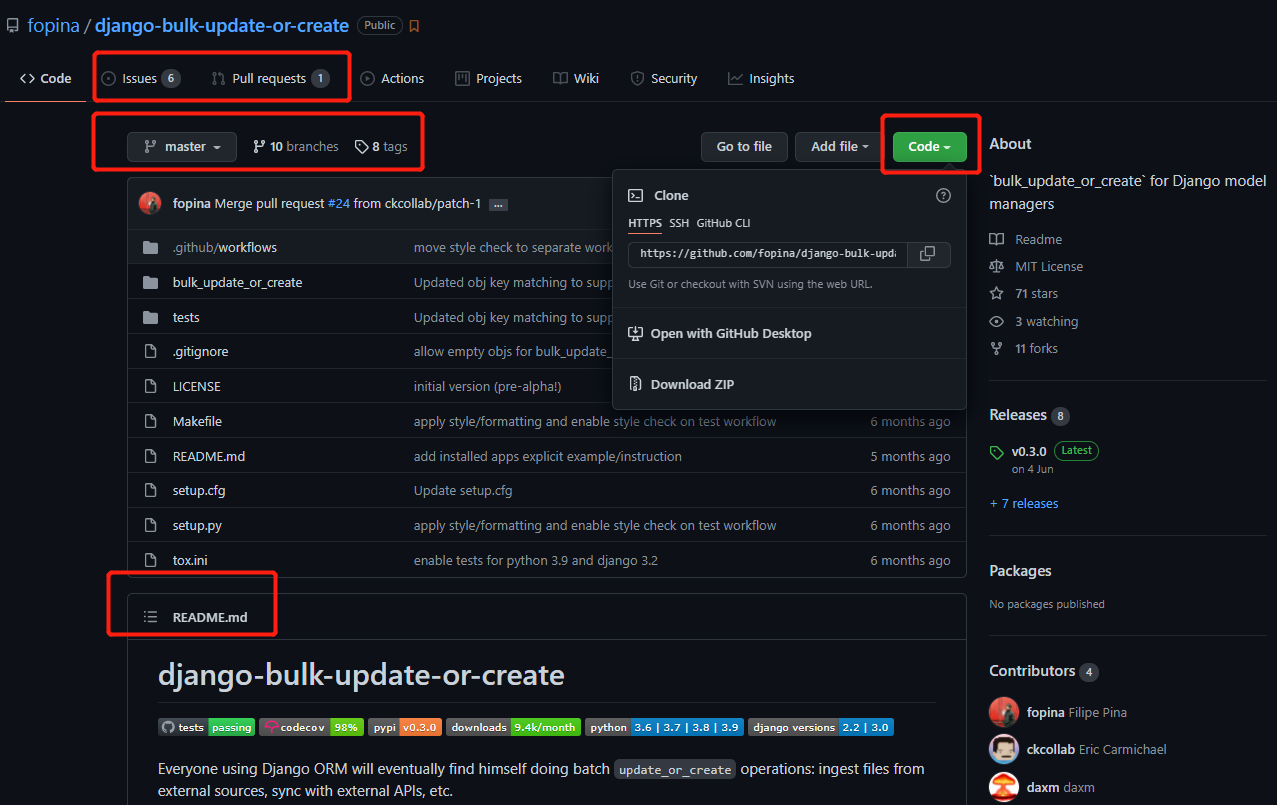 fopina / django-bulk-update-or-create Public
Code Issues 6 Pull requests 1 Actions Projects Wiki Security Insights
master 10 branches 8 tags Go to file Add file Code
fopina Merge pull request #24 from ckcollab/patch-1 ...
.github/workflows move style check to separate work
bulk_update_or_create Updated obj key matching to supp
tests Updated obj key matching to supp
.gitignore allow empty objs for bulk_update_
LICENSE initial version (pre-alpha!)
Makefile apply style/formatting and enable style check on test workflow 6 months ago
README.md add installed apps explicit example/instruction 5 months ago
setup.cfg Update setup.cfg 6 months ago
setup.py apply style/formatting and enable style check on test workflow 6 months ago
tox.ini enable tests for python 3.9 and django 3.2 6 months ago
Clone
HTTPS SSH GitHub CLI
https://github.com/fopina/django-bulk-upda
Use Git or checkout with SVN using the web URL.
Open with GitHub Desktop
Download ZIP
README.md
django-bulk-update-or-create
tests passing codecov 98% pypi v0.3.0 downloads 9.4k/month python 3.6 | 3.7 | 3.8 | 3.9 django versions 2.2 | 3.0
Everyone using Django ORM will eventually find himself doing batch update_or_create operations: ingest files from
external sources, sync with external APIs, etc.
About
`bulk_update_or_create` for Django model
managers
Readme
MIT License
71 stars
3 watching
11 forks
Releases 8
v0.3.0 Latest
on 4 Jun
+ 7 releases
Packages
No packages published
Contributors 4
fopina Filipe Pina
ckcollab Eric Carmichael
daxm daxm